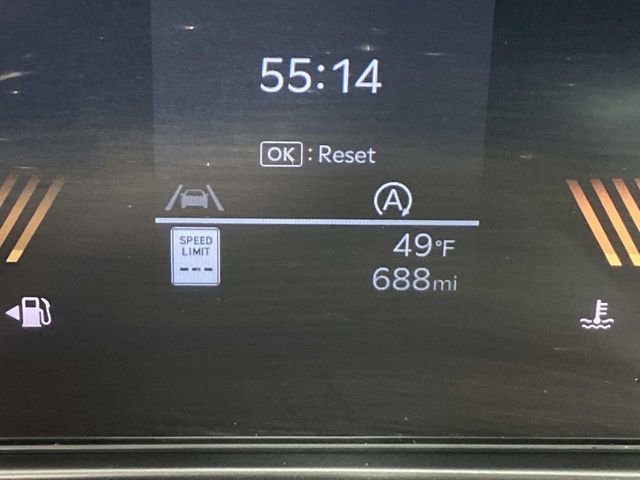 55:14
OK : Reset
A
SPEED
LIMIT
---
49°F
688mi